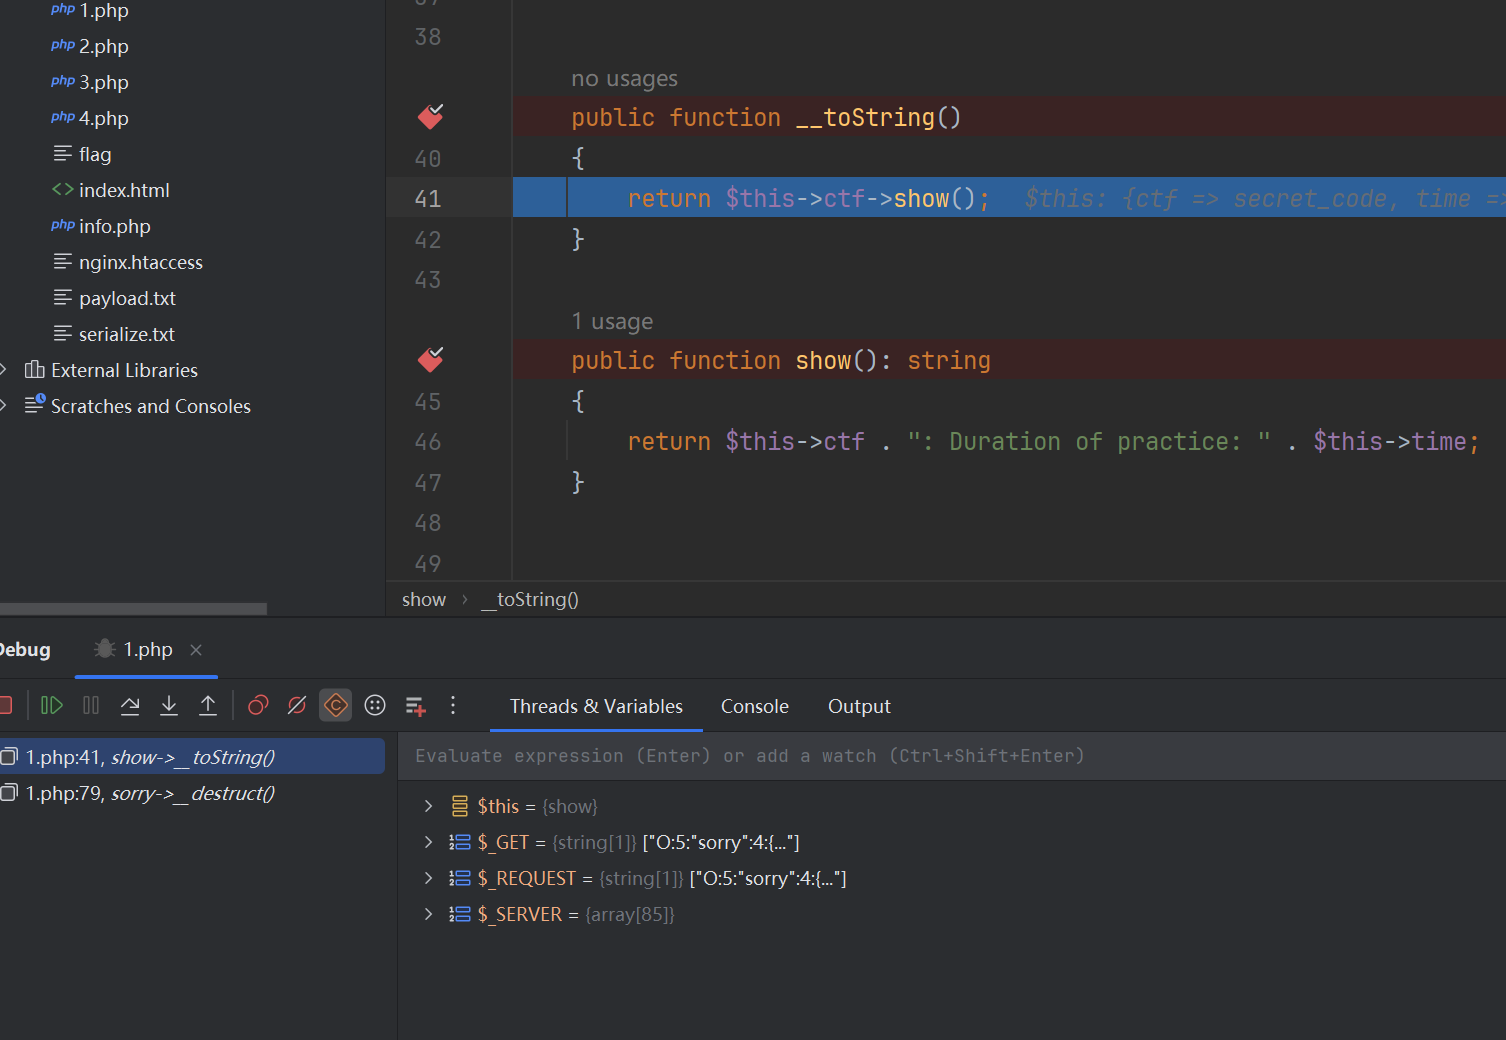 php 1.php
php 2.php
php 3.php
php 4.php
flag
<> index.html
php info.php
nginx.htaccess
payload.txt
serialize.txt
External Libraries
Scratches and Consoles
38
no usages
public function __toString()
40 {
41 return $this->ctf->show(); $this: {ctf => secret_code, time =>
42 }
43
1 usage
public function show(): string
45 {
46 return $this->ctf . ": Duration of practice: " . $this->time;
47 }
48
49
show › __toString()
Debug
1.php ×
Threads & Variables Console Output
1.php:41, show->__toString()
1.php:79, sorry->__destruct()
Evaluate expression (Enter) or add a watch (Ctrl+Shift+Enter)
$this = {show}
$_GET = {string[1]} ["O:5:"sorry":4:{..."]
$_REQUEST = {string[1]} ["O:5:"sorry":4:{..."]
$_SERVER = {array[85]}